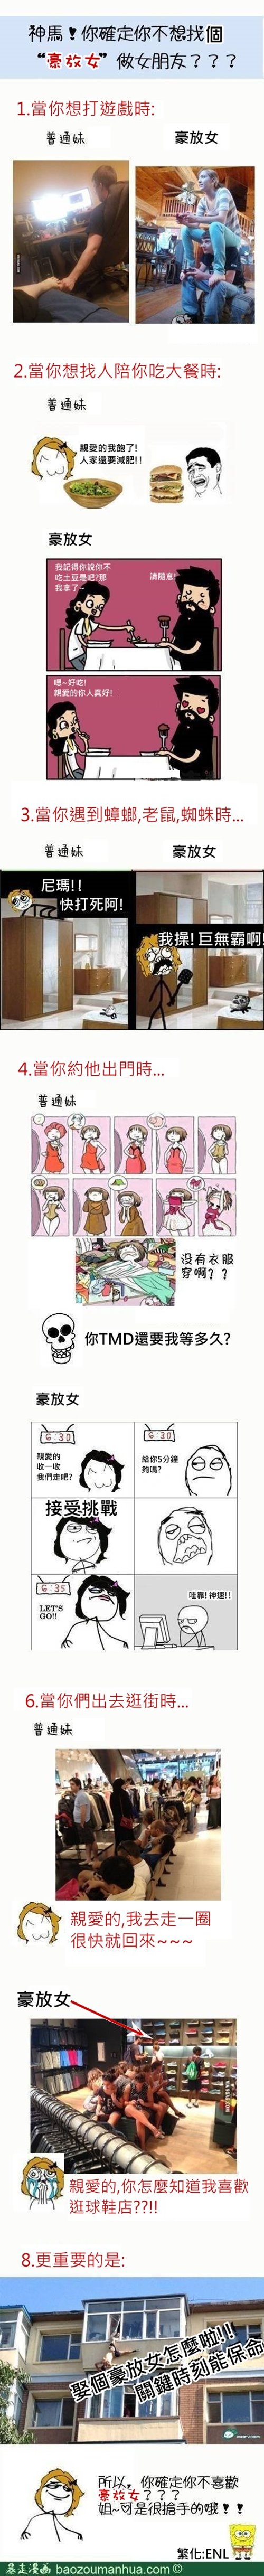 神馬！你確定你不想找個
“豪放女”做女朋友？？？
1.當你想打遊戲時:
普通妹
豪放女
2.當你想找人陪你吃大餐時:
普通妹
親愛的我飽了!
人家還要減肥!!
豪放女
我記得你說你不
吃土豆是吧?那
我拿了~
請隨意~
嗯~好吃!
親愛的你人真好!
3.當你遇到蟑螂,老鼠,蜘蛛時...
普通妹
豪放女
尼瑪!!
快打死阿!
我操!巨無霸啊!
4.當你約他出門時...
普通妹
没有衣服
穿啊？？
你TMD還要我等多久?
豪放女
6:30
親愛的
收一收
我們走吧?
6:30
給你5分鐘
夠嗎?
接受挑戰
6:35
LET'S
GO!!
哇靠!神速!!
6.當你們出去逛街時...
普通妹
親愛的,我去走一圈
很快就回來~~~
豪放女
親愛的,你怎麼知道我喜歡
逛球鞋店??!!
8.更重要的是:
娶個豪放女怎麼啦!!
關鍵時刻能保命
所以，你確定你不喜歡
豪放女？？？
姐~可是很搶手的哦！！
繁化:ENL
暴走漫画 baozoumanhua.com ©